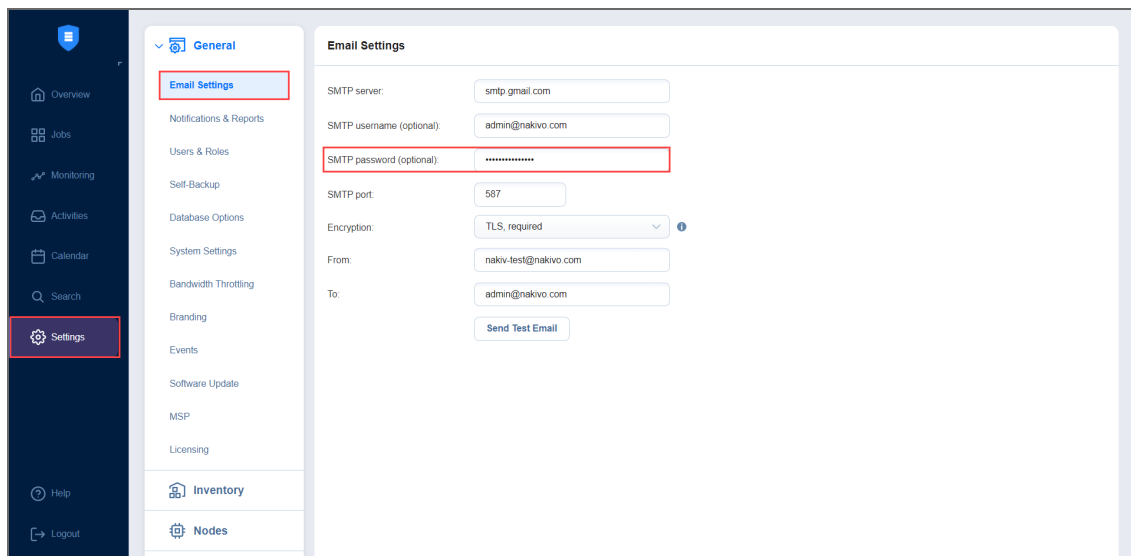 Overview
Jobs
Monitoring
Activities
Calendar
Search
Settings
Help
Logout
General
Email Settings
Notifications & Reports
Users & Roles
Self-Backup
Database Options
System Settings
Bandwidth Throttling
Branding
Events
Software Update
MSP
Licensing
Inventory
Nodes
Email Settings
SMTP server: smtp.gmail.com
SMTP username (optional): admin@nakivo.com
SMTP password (optional): •••••••••••••••
SMTP port: 587
Encryption: TLS, required
From: nakiv-test@nakivo.com
To: admin@nakivo.com
Send Test Email